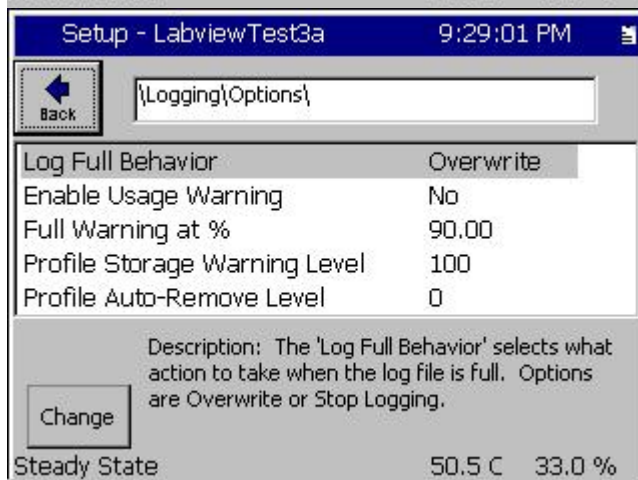 Setup - LabviewTest3a 9:29:01 PM
Back
\Logging\Options\
Log Full Behavior Overwrite
Enable Usage Warning No
Full Warning at % 90.00
Profile Storage Warning Level 100
Profile Auto-Remove Level 0
Description: The 'Log Full Behavior' selects what
action to take when the log file is full. Options
are Overwrite or Stop Logging.
Change
Steady State 50.5 C 33.0 %